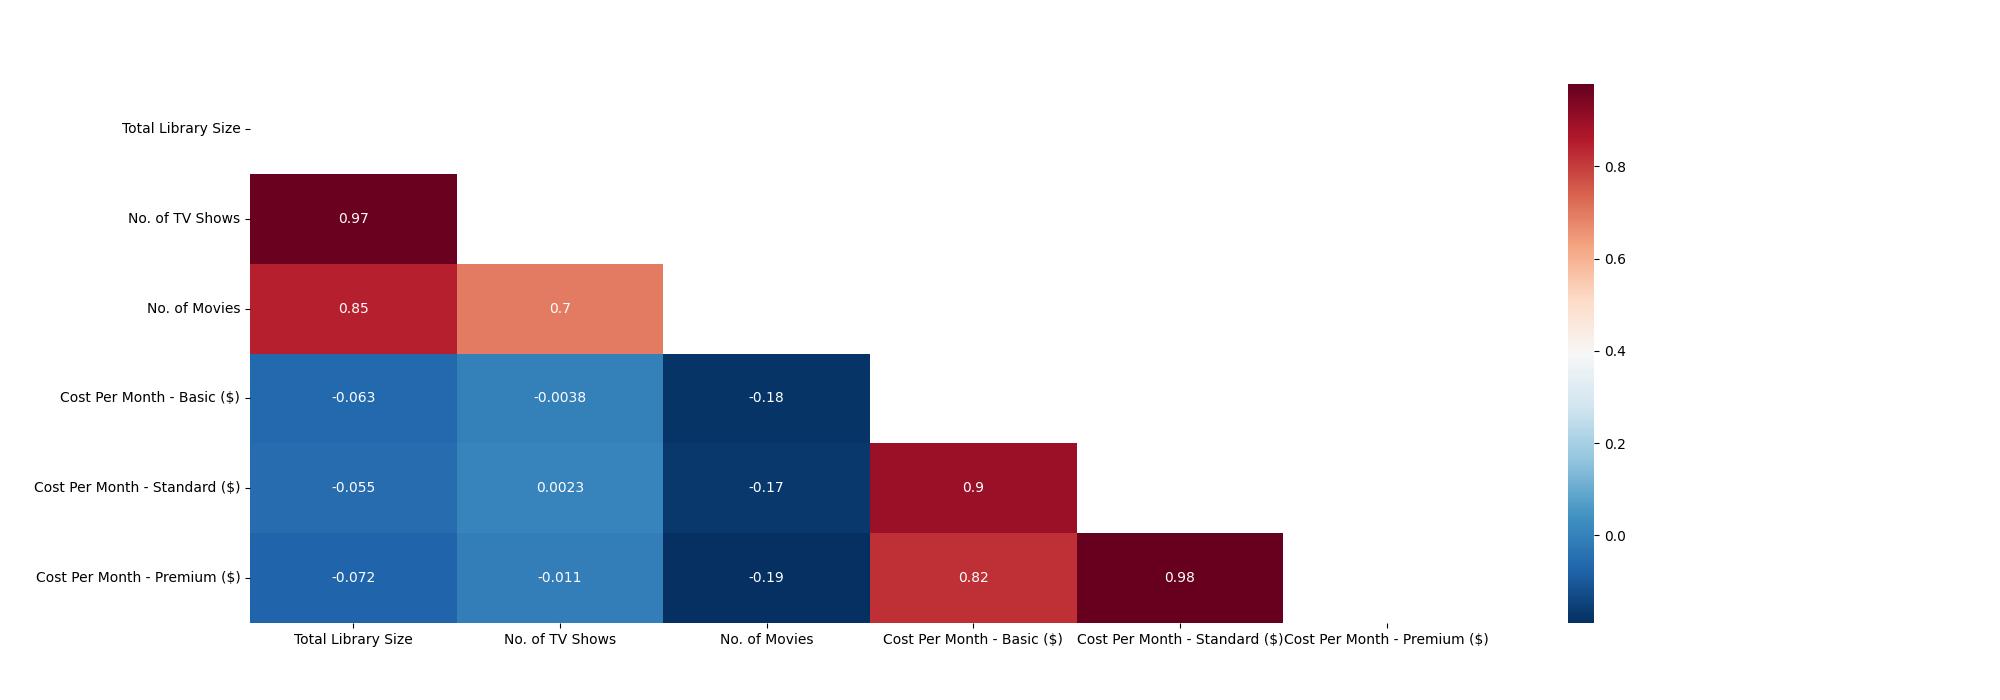 Total Library Size
No. of TV Shows
0.97
No. of Movies
0.85
0.7
Cost Per Month - Basic ($)
-0.063
-0.0038
-0.18
Cost Per Month - Standard ($)
-0.055
0.0023
-0.17
0.9
Cost Per Month - Premium ($)
-0.072
-0.011
-0.19
0.82
0.98
Total Library Size
No. of TV Shows
No. of Movies
Cost Per Month - Basic ($)
Cost Per Month - Standard ($)
Cost Per Month - Premium ($)
0.8
0.6
0.4
0.2
0.0